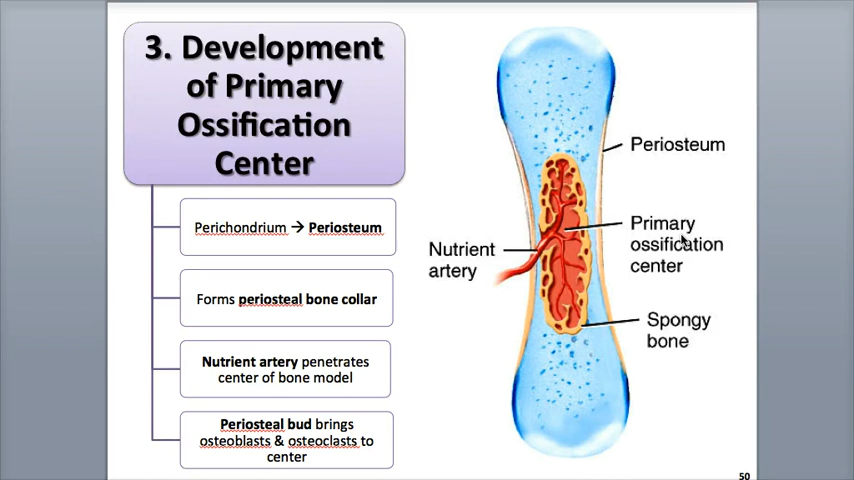 3. Development
of Primary
Ossification
Center
Perichondrium → Periosteum
Forms periosteal bone collar
Nutrient artery penetrates
center of bone model
Periosteal bud brings
osteoblasts & osteoclasts to
center
Periosteum
Primary
ossification
center
Nutrient
artery
Spongy
bone
50